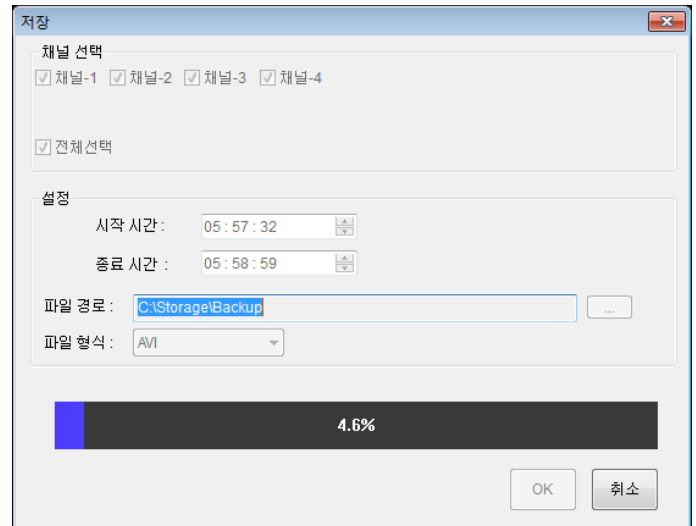 저장
채널 선택
채널-1 채널-2 채널-3 채널-4
전체선택
설정
시작 시간 : 05 : 57 : 32
종료 시간 : 05 : 58 : 59
파일 경로 : C:\Storage\Backup ...
파일 형식 : AVI
4.6%
OK 취소